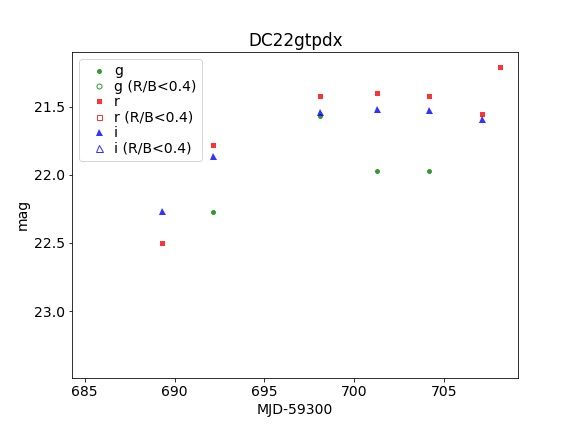 DC22gtpdx
g
g (R/B<0.4)
r
r (R/B<0.4)
i
i (R/B<0.4)
21.5
22.0
22.5
23.0
mag
685 690 695 700 705
MJD-59300